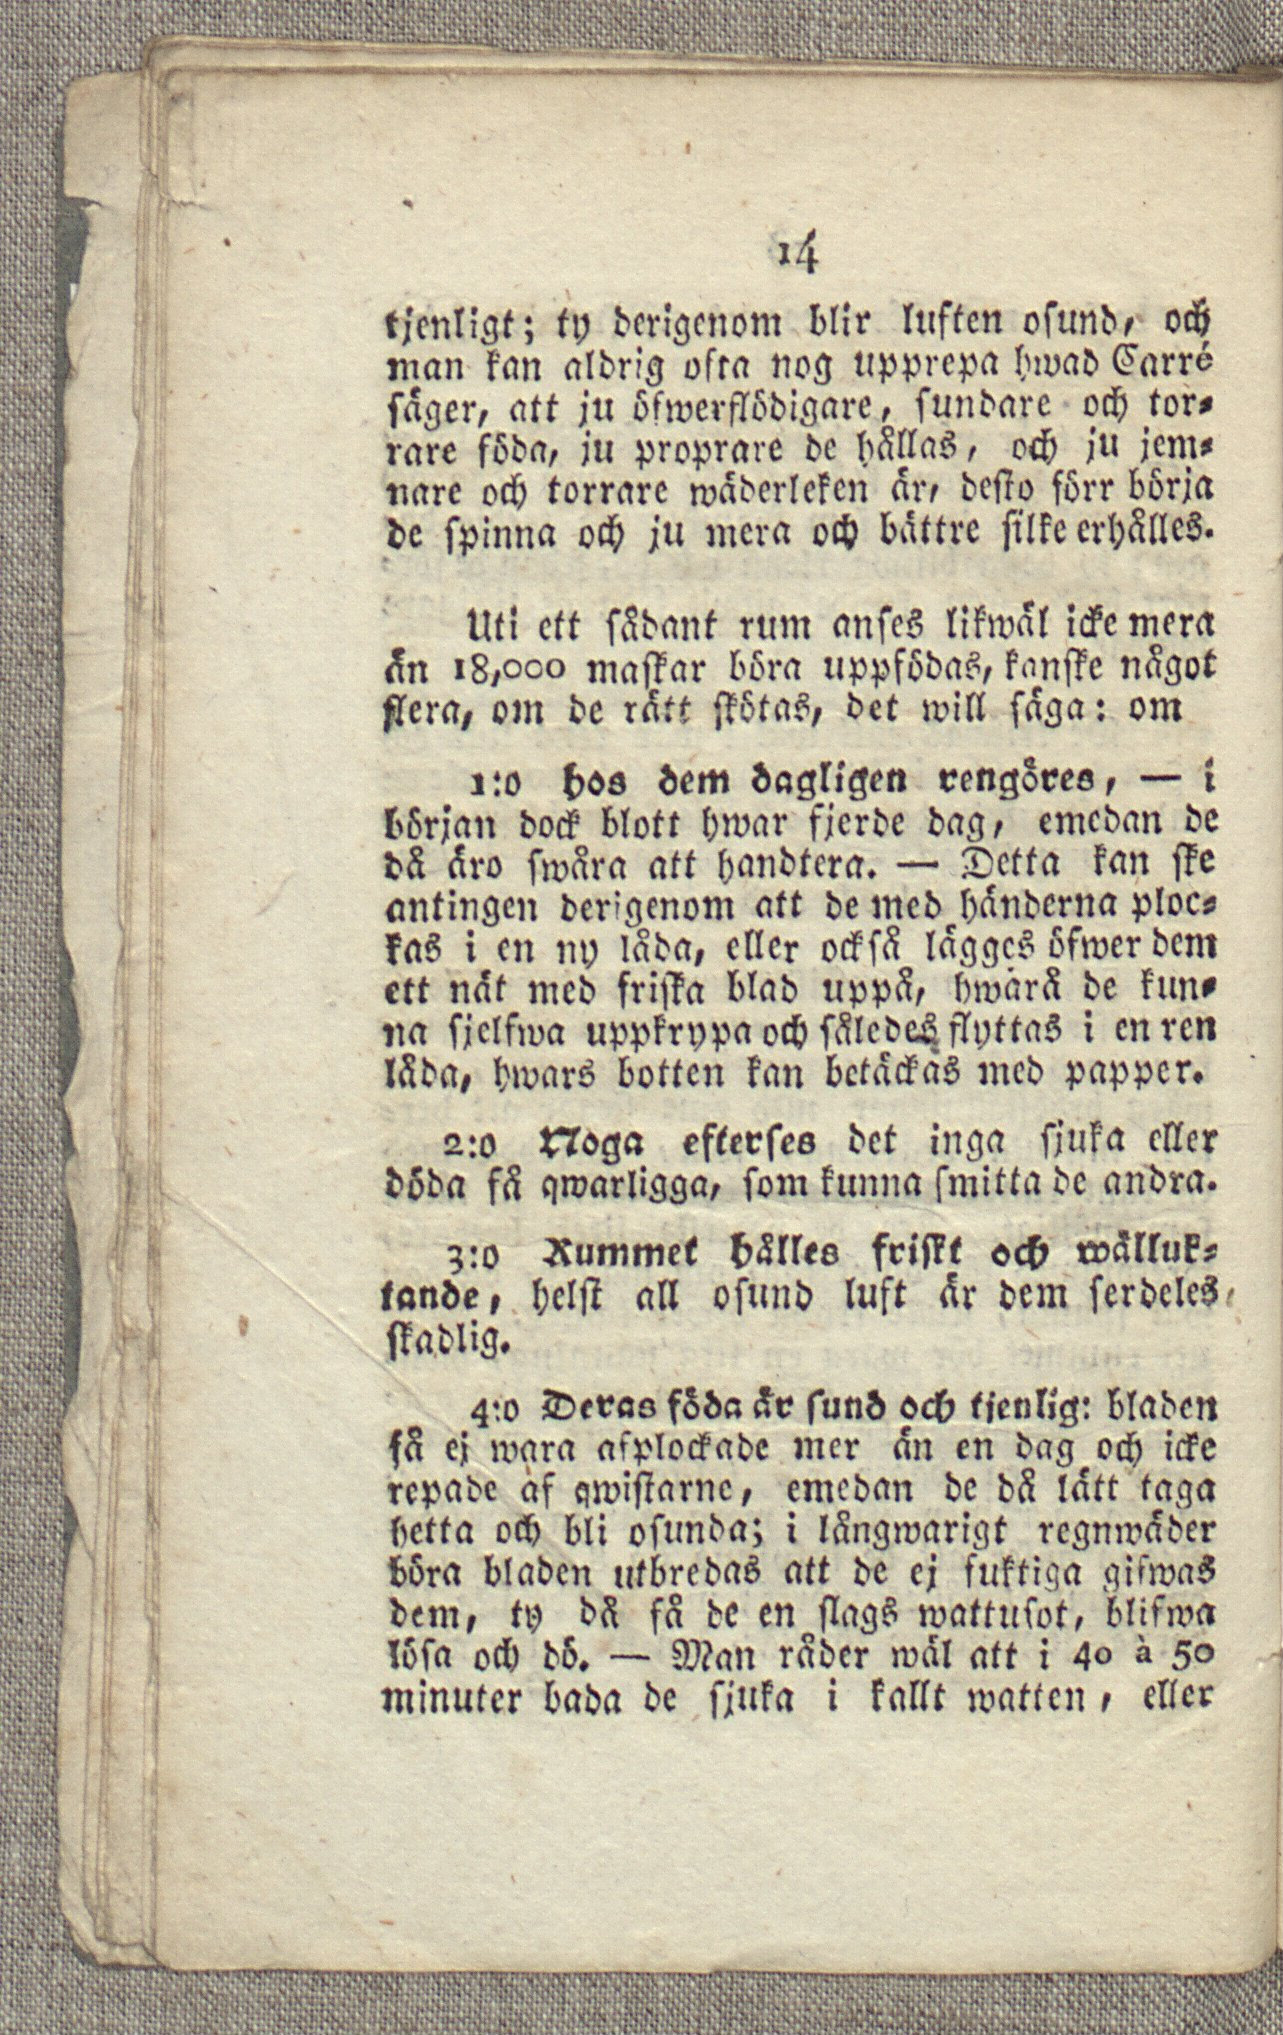 14
tjenligt; ty derigenom blir luften osund, och
man kan aldrig ofta nog upprepa hwad Carré
säger, att ju öfwerflödigare, sundare och tor-
rare föda, ju proprare de hållas, och ju jem-
nare och torrare wäderleken är, desto förr börja
de spinna och ju mera och bättre silke erhålles.
Uti ett sådant rum anses likwäl icke mera
än 18,000 maskar böra uppfödas, kanske något
flera, om de rätt skötas, det will säga: om
1:o hos dem dagligen rengöres, — i
början dock blott hwar fjerde dag, emedan de
då äro swåra att handtera. — Detta kan ske
antingen derigenom att de med händerna ploc-
kas i en ny låda, eller också lägges öfwer dem
ett nät med friska blad uppå, hwarå de kun-
na sjelfwa uppkrypa och således flyttas i en ren
låda, hwars botten kan betäckas med papper.
2:o Noga efterses det inga sjuka eller
döda få qwarligga, som kunna smitta de andra.
3:o Rummet hålles friskt och wälluk-
tande, helst all osund luft är dem serdeles
skadlig.
4:o Deras föda är sund och tjenlig: bladen
få ej wara afplockade mer än en dag och icke
repade af qwistarne, emedan de då lätt taga
hetta och bli osunda; i långwarigt regnwäder
böra bladen utbredas att de ej fuktiga gifwas
dem, ty då få de en slags wattusot, blifwa
lösa och dö. — Man råder wäl att i 40 à 50
minuter bada de sjuka i kallt watten, eller